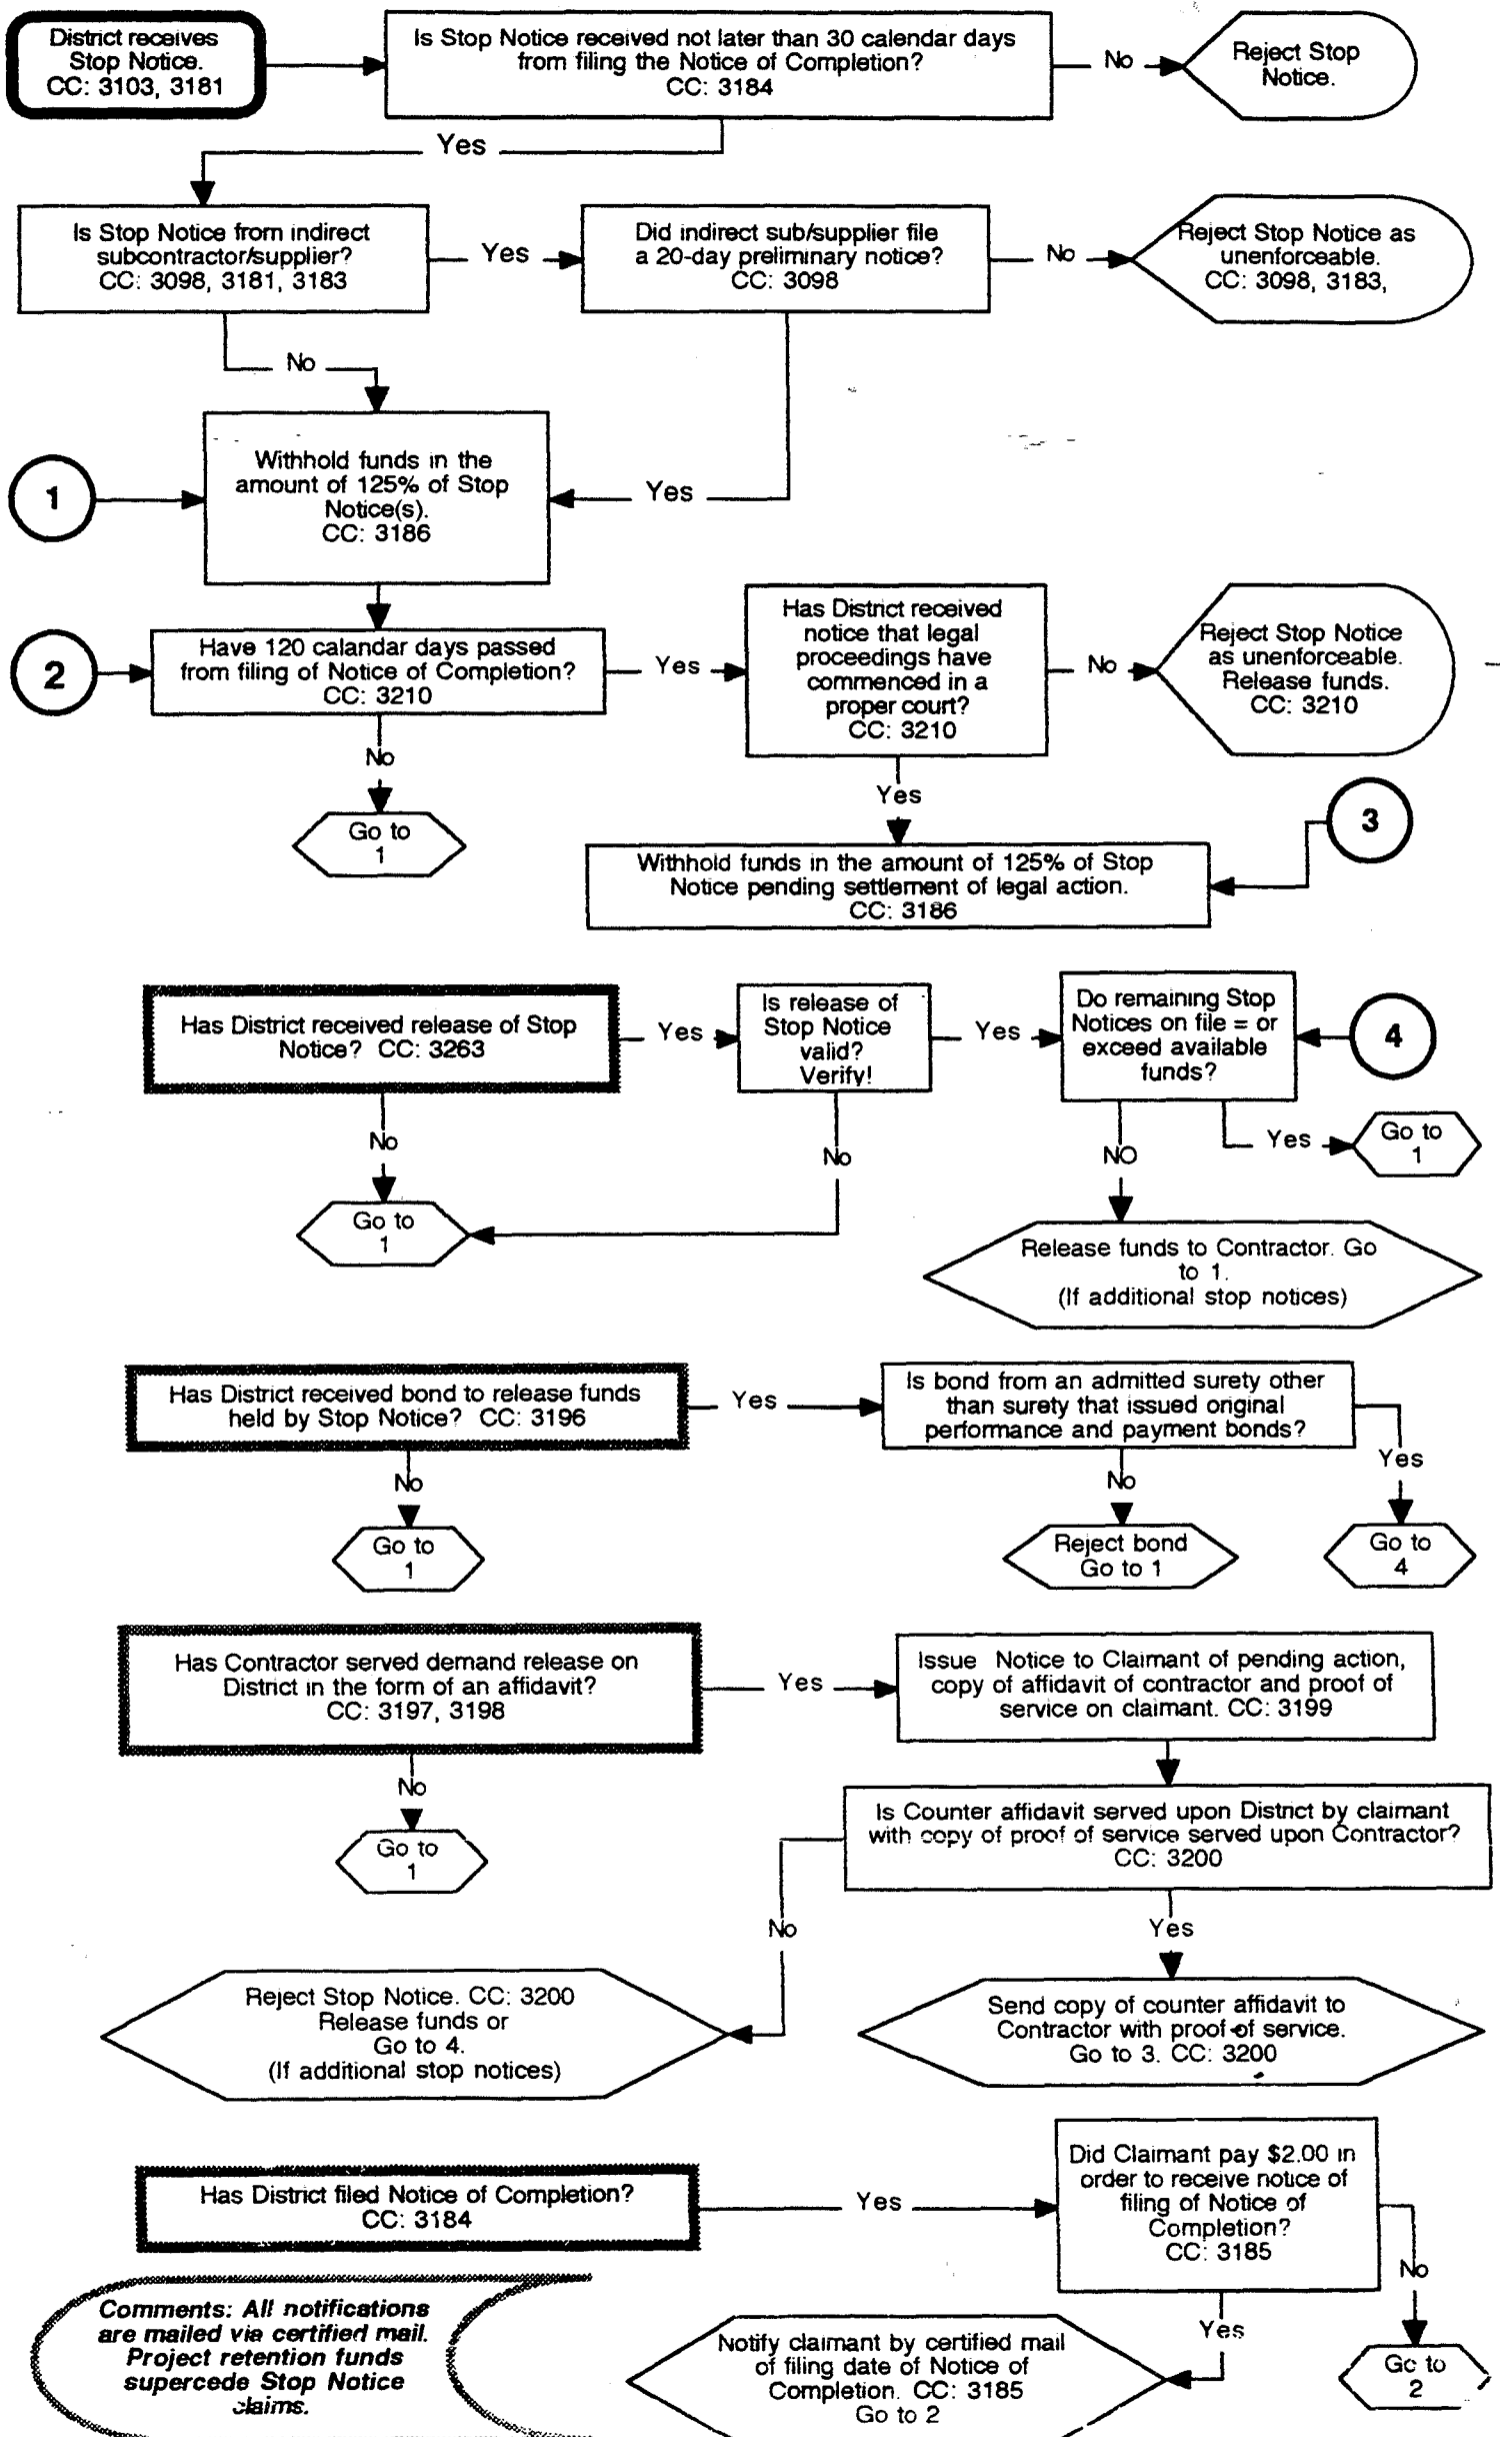 District receives
Stop Notice.
CC: 3103, 3181
Is Stop Notice received not later than 30 calendar days
from filing the Notice of Completion?
CC: 3184
No
Reject Stop
Notice.
Yes
Is Stop Notice from indirect
subcontractor/supplier?
CC: 3098, 3181, 3183
Yes
Did indirect sub/supplier file
a 20-day preliminary notice?
CC: 3098
No
Reject Stop Notice as
unenforceable.
CC: 3098, 3183,
No
1
Withhold funds in the
amount of 125% of Stop
Notice(s).
CC: 3186
Yes
2
Have 120 calandar days passed
from filing of Notice of Completion?
CC: 3210
Yes
Has District received
notice that legal
proceedings have
commenced in a
proper court?
CC: 3210
No
Reject Stop Notice
as unenforceable.
Release funds.
CC: 3210
No
Go to
1
Yes
3
Withhold funds in the amount of 125% of Stop
Notice pending settlement of legal action.
CC: 3186
Has District received release of Stop
Notice? CC: 3263
Yes
Is release of
Stop Notice
valid?
Verify!
Yes
Do remaining Stop
Notices on file = or
exceed available
funds?
4
No
Go to
1
No
NO
Yes
Go to
1
Release funds to Contractor. Go
to 1.
(If additional stop notices)
Has District received bond to release funds
held by Stop Notice? CC: 3196
Yes
Is bond from an admitted surety other
than surety that issued original
performance and payment bonds?
No
Go to
1
No
Reject bond
Go to 1
Yes
Go to
4
Has Contractor served demand release on
District in the form of an affidavit?
CC: 3197, 3198
Yes
Issue Notice to Claimant of pending action,
copy of affidavit of contractor and proof of
service on claimant. CC: 3199
No
Go to
1
Is Counter affidavit served upon District by claimant
with copy of proof of service served upon Contractor?
CC: 3200
No
Yes
Reject Stop Notice. CC: 3200
Release funds or
Go to 4.
(If additional stop notices)
Send copy of counter affidavit to
Contractor with proof of service.
Go to 3. CC: 3200
Has District filed Notice of Completion?
CC: 3184
Yes
Did Claimant pay $2.00 in
order to receive notice of
filing of Notice of
Completion?
CC: 3185
No
Go to
2
Yes
Notify claimant by certified mail
of filing date of Notice of
Completion. CC: 3185
Go to 2
Comments: All notifications
are mailed via certified mail.
Project retention funds
supercede Stop Notice
claims.